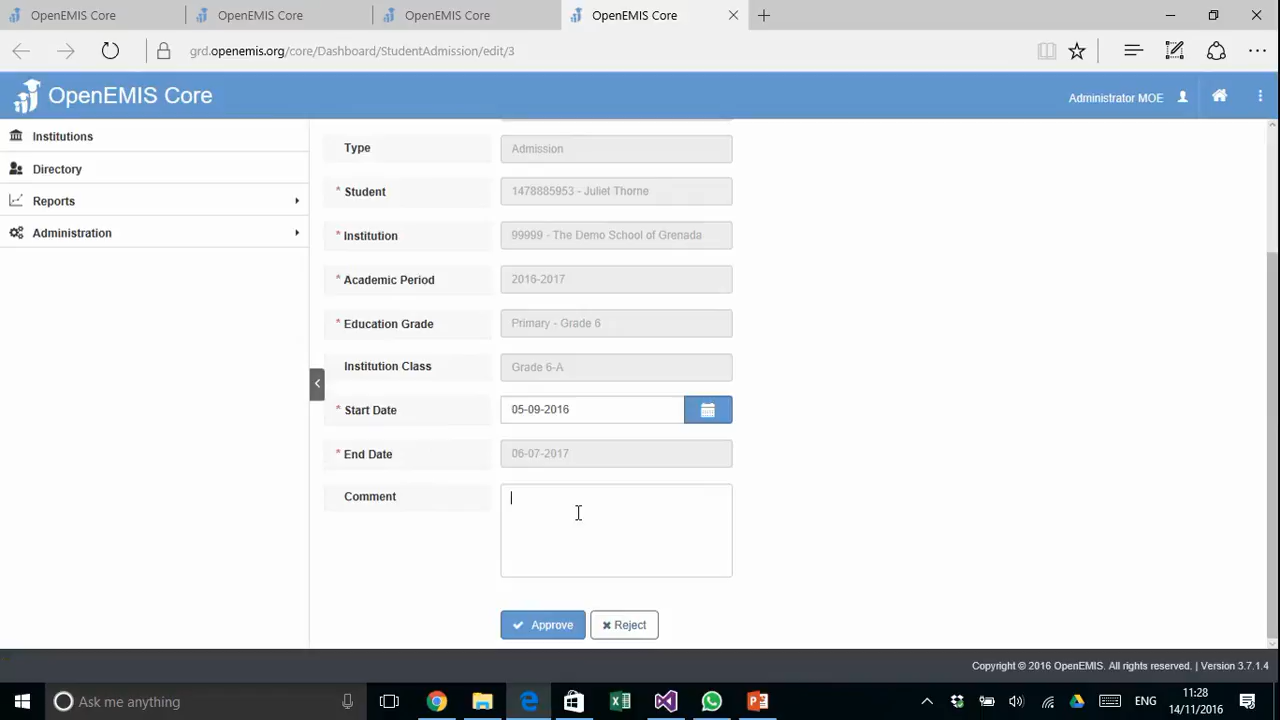 OpenEMIS Core
OpenEMIS Core
OpenEMIS Core
OpenEMIS Core
grd.openemis.org/core/Dashboard/StudentAdmission/edit/3
OpenEMIS Core
Administrator MOE
Institutions
Directory
Reports
Administration
Type
Admission
* Student
1478885953 - Juliet Thorne
* Institution
99999 - The Demo School of Grenada
* Academic Period
2016-2017
* Education Grade
Primary - Grade 6
Institution Class
Grade 6-A
* Start Date
05-09-2016
* End Date
06-07-2017
Comment
Approve
Reject
Copyright © 2016 OpenEMIS. All rights reserved. | Version 3.7.1.4
Ask me anything
ENG
11:28
14/11/2016